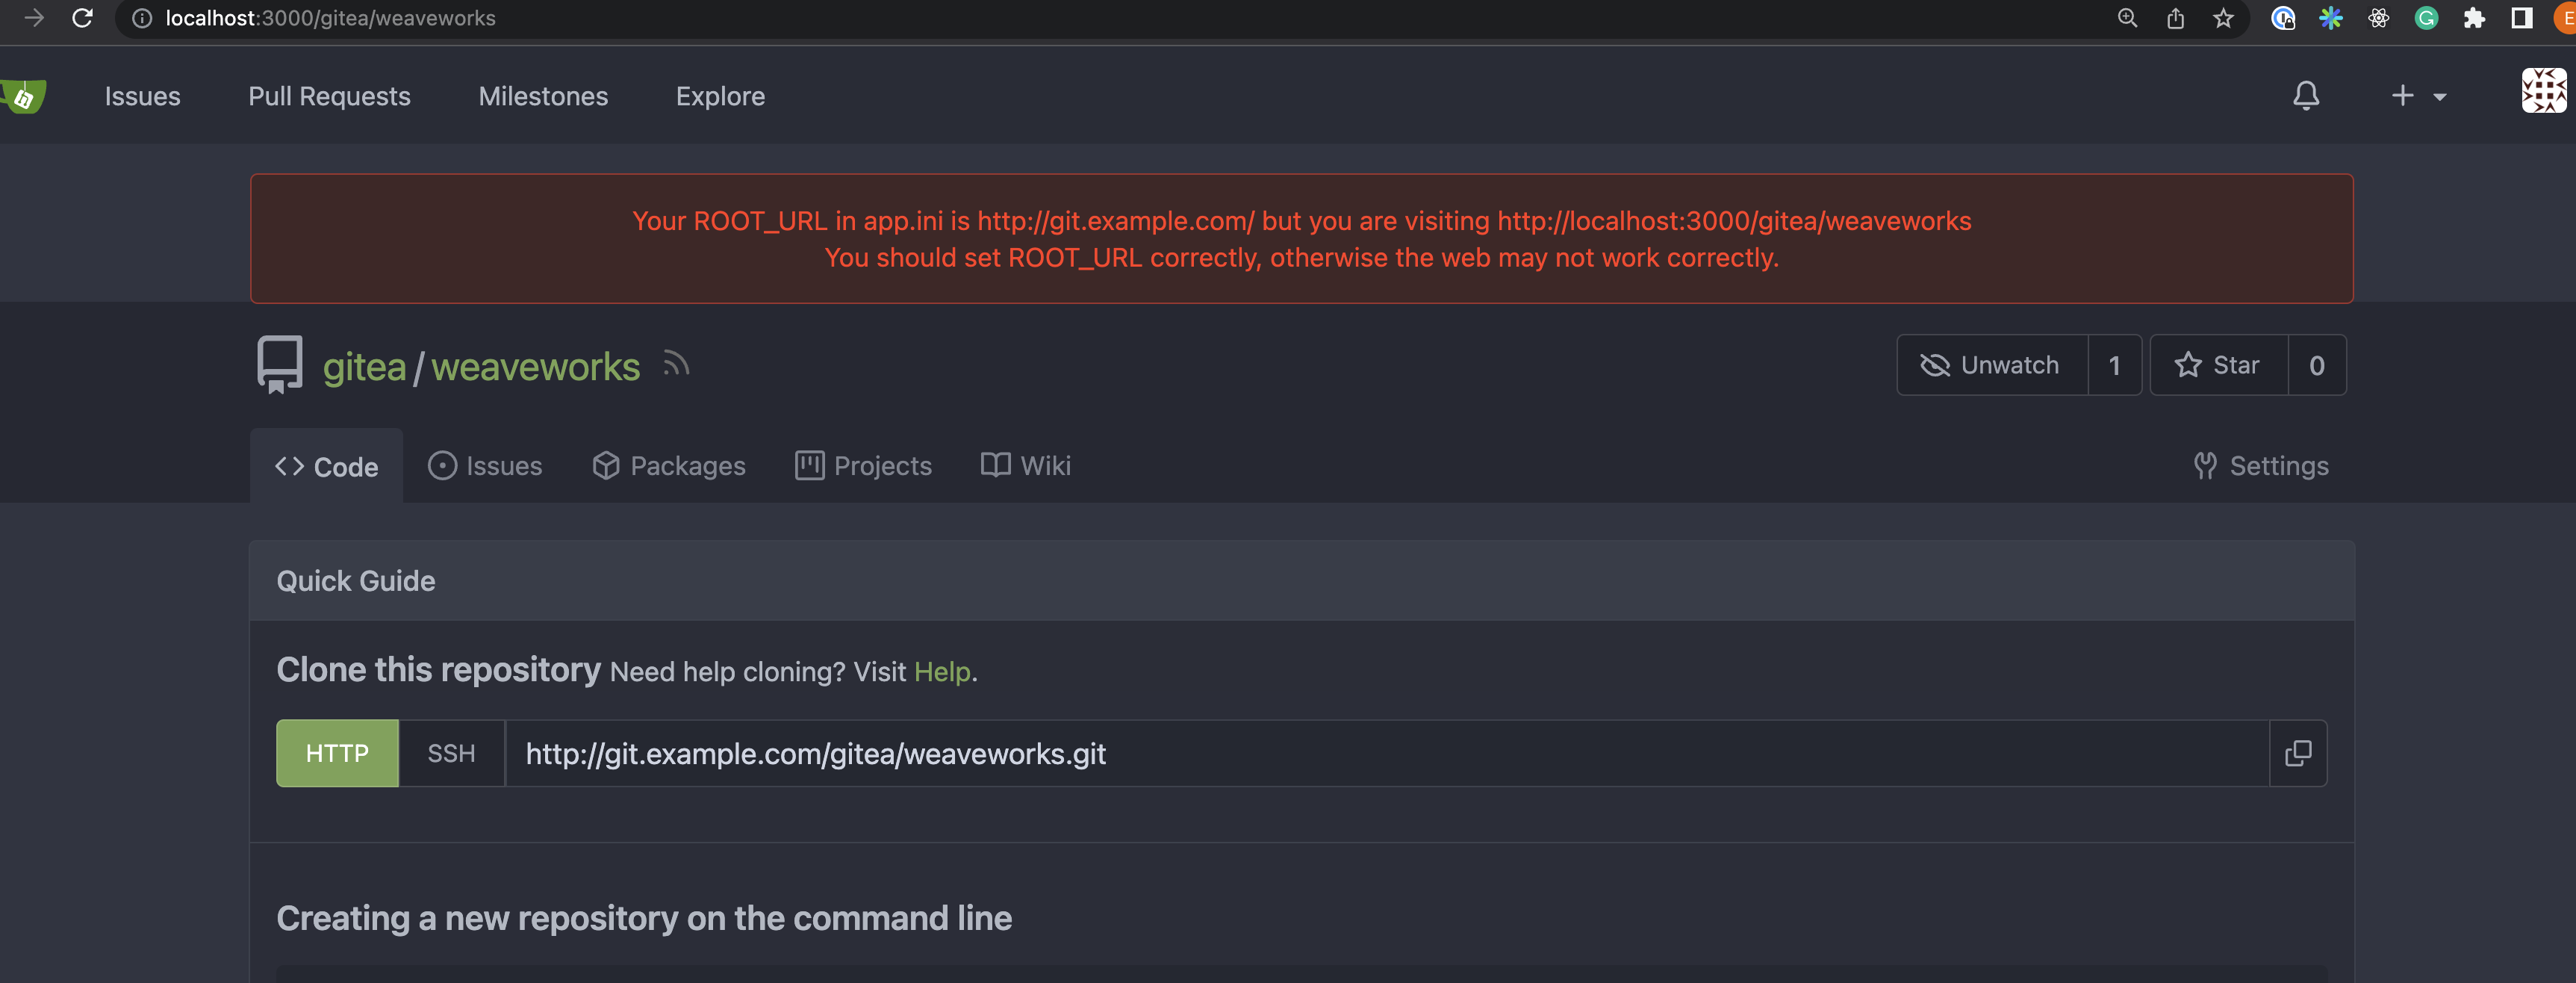 localhost:3000/gitea/weaveworks
E
Issues Pull Requests Milestones Explore
Your ROOT_URL in app.ini is http://git.example.com/ but you are visiting http://localhost:3000/gitea/weaveworks
You should set ROOT_URL correctly, otherwise the web may not work correctly.
gitea / weaveworks
Unwatch 1 Star 0
Code Issues Packages Projects Wiki Settings
Quick Guide
Clone this repository Need help cloning? Visit Help.
HTTP SSH http://git.example.com/gitea/weaveworks.git
Creating a new repository on the command line